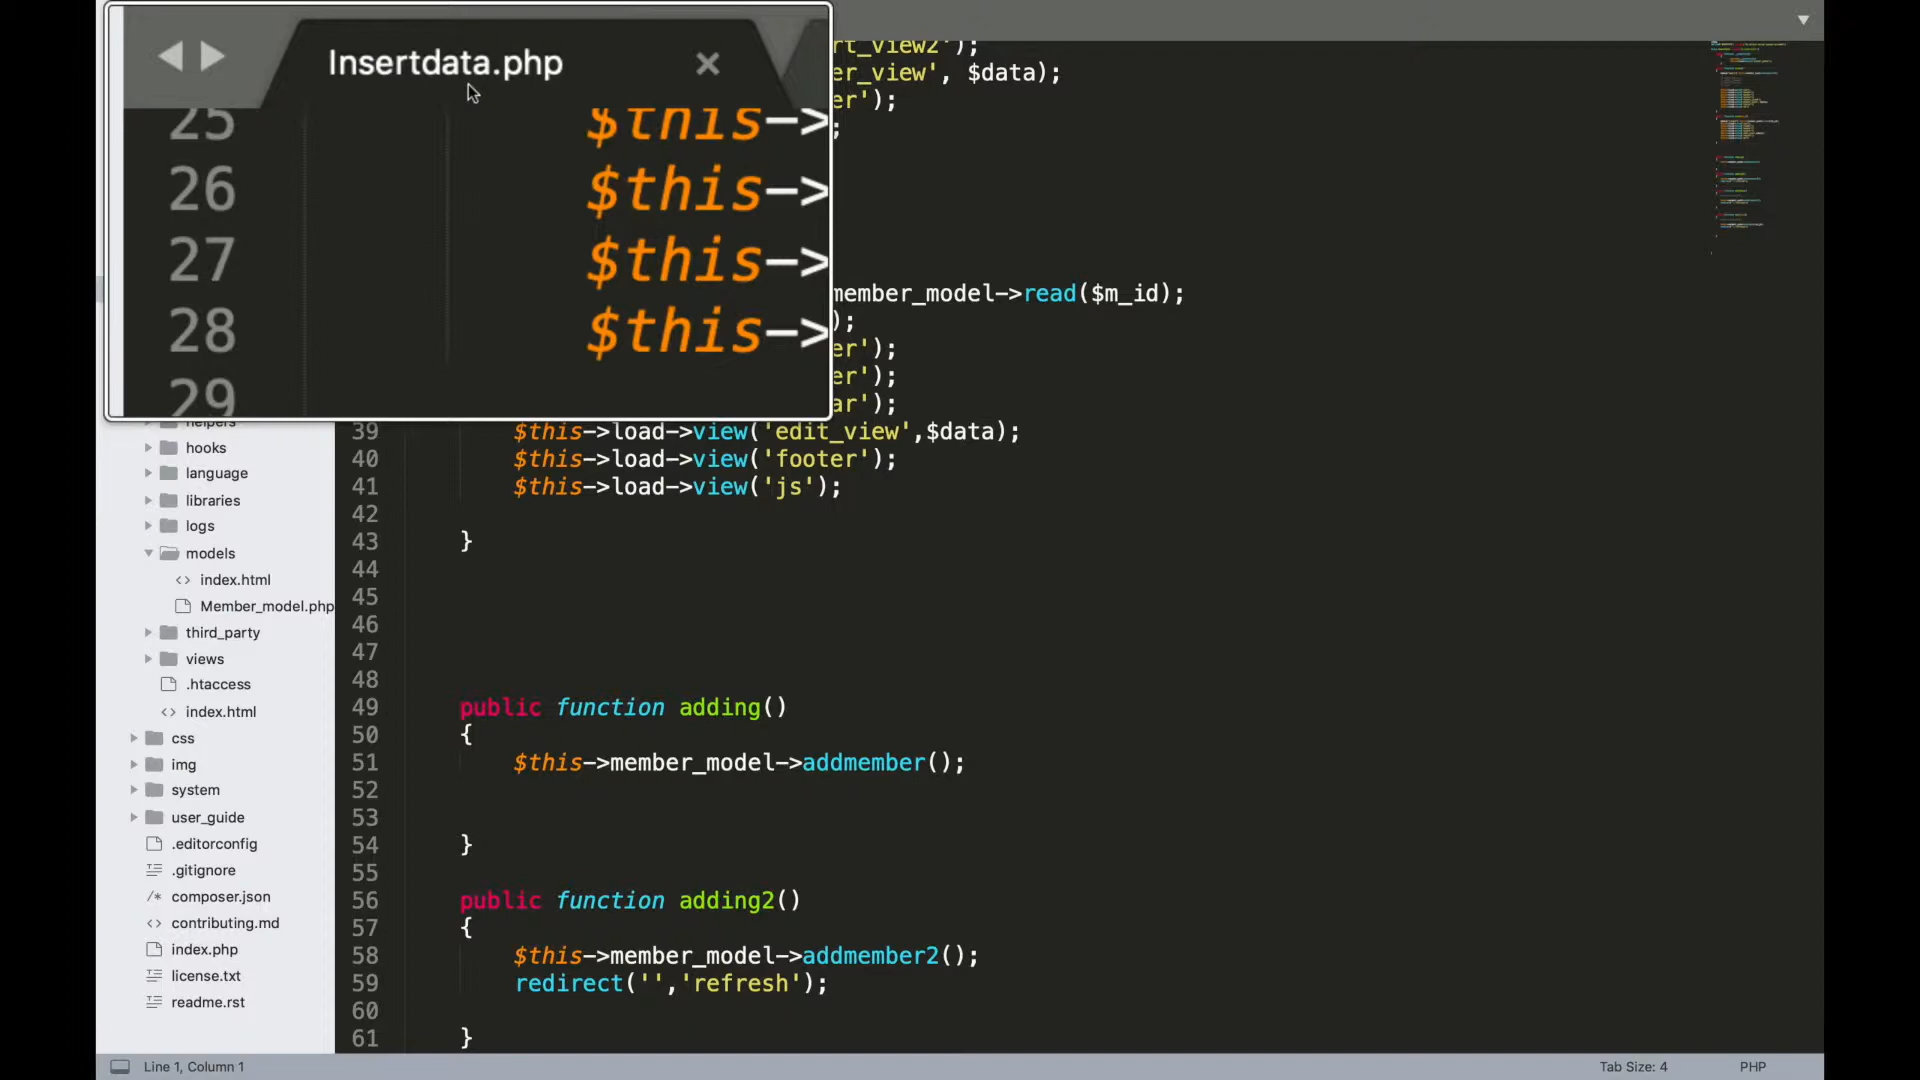 Insertdata.php ×
25 $this->
26 $this->
27 $this->
28 $this->
29
rt_view2');
er_view', $data);
er');
;
member_model->read($m_id);
);
er');
er');
ar');
39 $this->load->view('edit_view',$data);
40 $this->load->view('footer');
41 $this->load->view('js');
42
43 }
44
45
46
47
48
49 public function adding()
50 {
51 $this->member_model->addmember();
52
53
54 }
55
56 public function adding2()
57 {
58 $this->member_model->addmember2();
59 redirect('','refresh');
60
61 }
helpers
hooks
language
libraries
logs
models
<> index.html
Member_model.php
third_party
views
.htaccess
<> index.html
css
img
system
user_guide
.editorconfig
.gitignore
/* composer.json
<> contributing.md
index.php
license.txt
readme.rst
Line 1, Column 1
Tab Size: 4
PHP